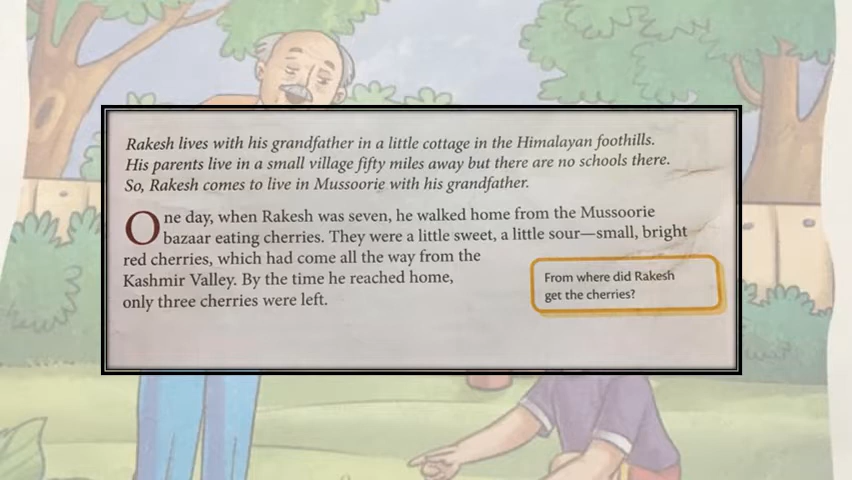 Rakesh lives with his grandfather in a little cottage in the Himalayan foothills.
His parents live in a small village fifty miles away but there are no schools there.
So, Rakesh comes to live in Mussoorie with his grandfather.
One day, when Rakesh was seven, he walked home from the Mussoorie
bazaar eating cherries. They were a little sweet, a little sour—small, bright
red cherries, which had come all the way from the
Kashmir Valley. By the time he reached home,
only three cherries were left.
From where did Rakesh
get the cherries?